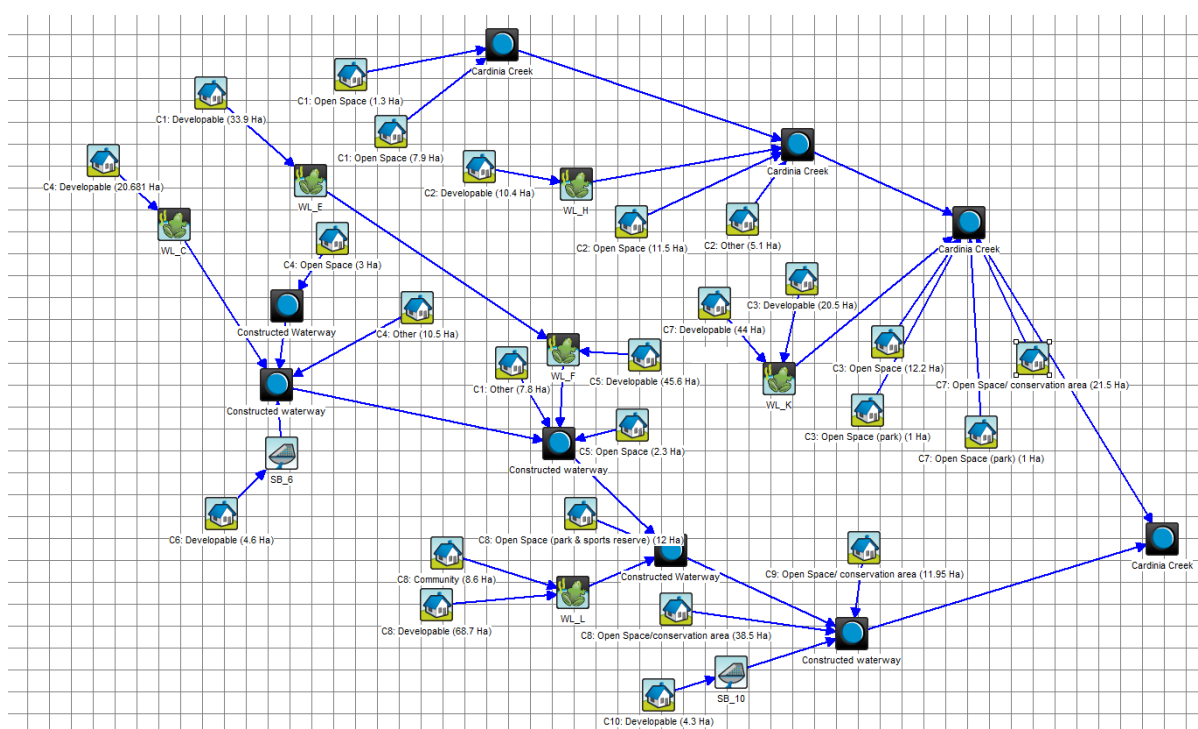 Cardinia Creek
C1: Open Space (1.3 Ha)
C1: Developable (33.9 Ha)
C1: Open Space (7.9 Ha)
Cardinia Creek
C4: Developable (20.681 Ha)
C2: Developable (10.4 Ha)
WL_E
WL_H
C2: Open Space (11.5 Ha)
C2: Other (5.1 Ha)
Cardinia Creek
WL_C
C4: Open Space (3 Ha)
C3: Developable (20.5 Ha)
Constructed Waterway
C7: Developable (44 Ha)
C4: Other (10.5 Ha)
C3: Open Space (12.2 Ha)
WL_F
C5: Developable (45.6 Ha)
C1: Other (7.8 Ha)
C7: Open Space/ conservation area (21.5 Ha)
WL_K
Constructed waterway
C3: Open Space (park) (1 Ha)
C5: Open Space (2.3 Ha)
C7: Open Space (park) (1 Ha)
Constructed waterway
SB_6
C6: Developable (4.6 Ha)
C8: Open Space (park & sports reserve) (12 Ha)
Cardinia Creek
C8: Community (8.6 Ha)
Constructed Waterway
C9: Open Space/ conservation area (11.95 Ha)
WL_L
C8: Developable (68.7 Ha)
C8: Open Space/conservation area (38.5 Ha)
Constructed waterway
SB_10
C10: Developable (4.3 Ha)